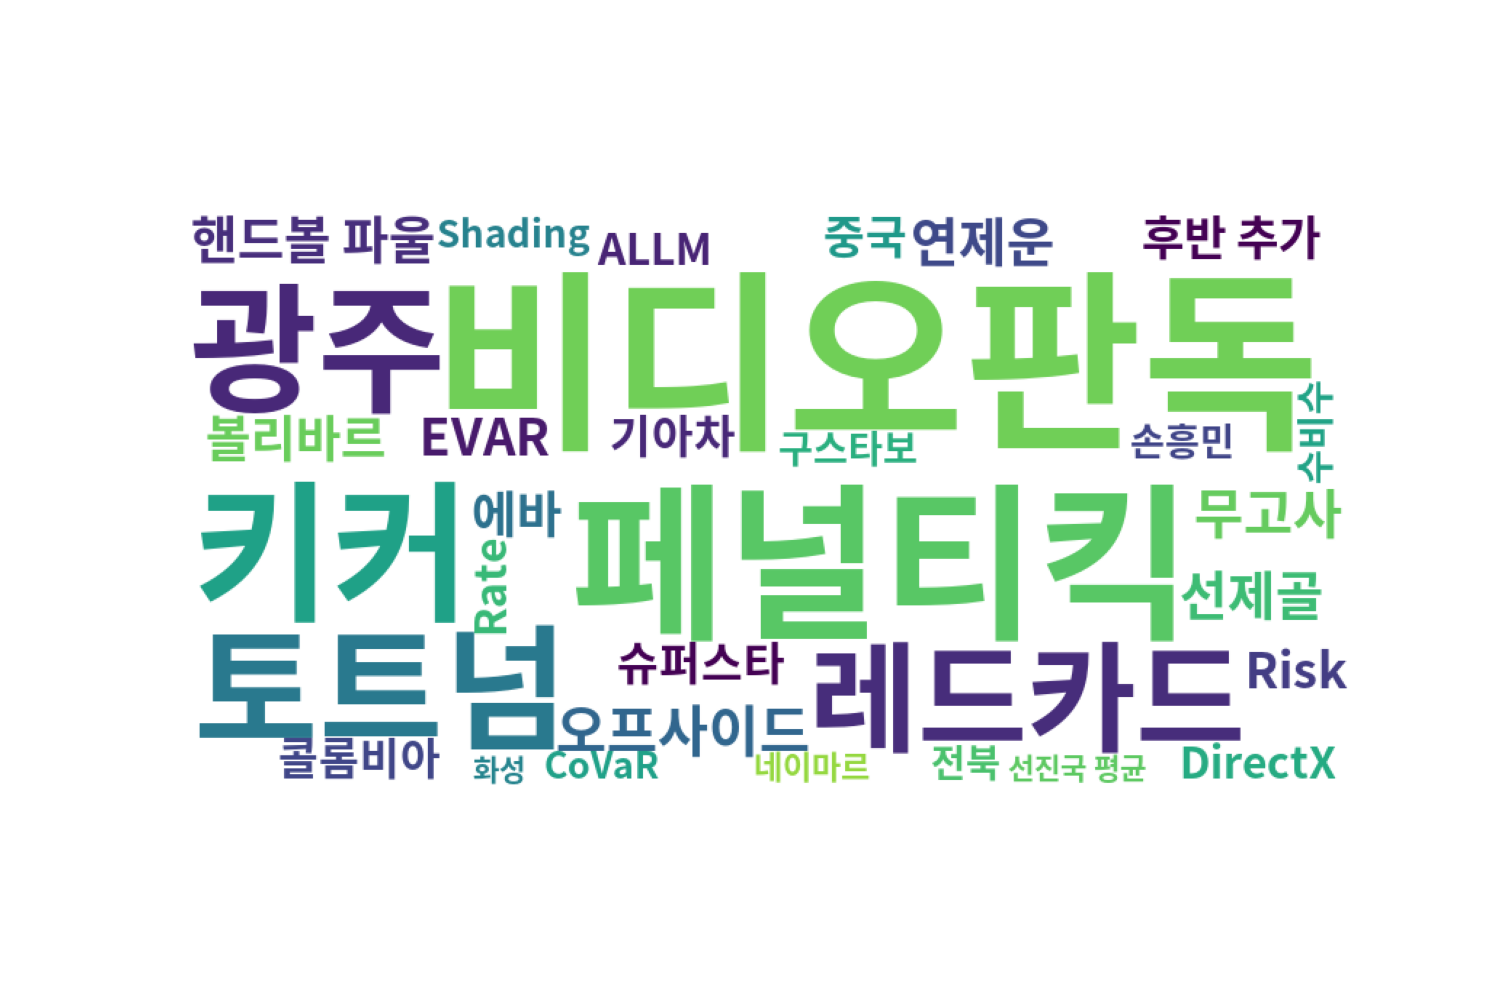 핸드볼 파울
Shading
ALLM
중국
연제운
후반 추가
광주
비디오판독
볼리바르
EVAR
기아차
구스타보
손흥민
수비수
키커
에바
Rate
페널티킥
무고사
선제골
토트넘
슈퍼스타
레드카드
Risk
오프사이드
콜롬비아
화성
CoVaR
네이마르
전북
선진국 평균
DirectX